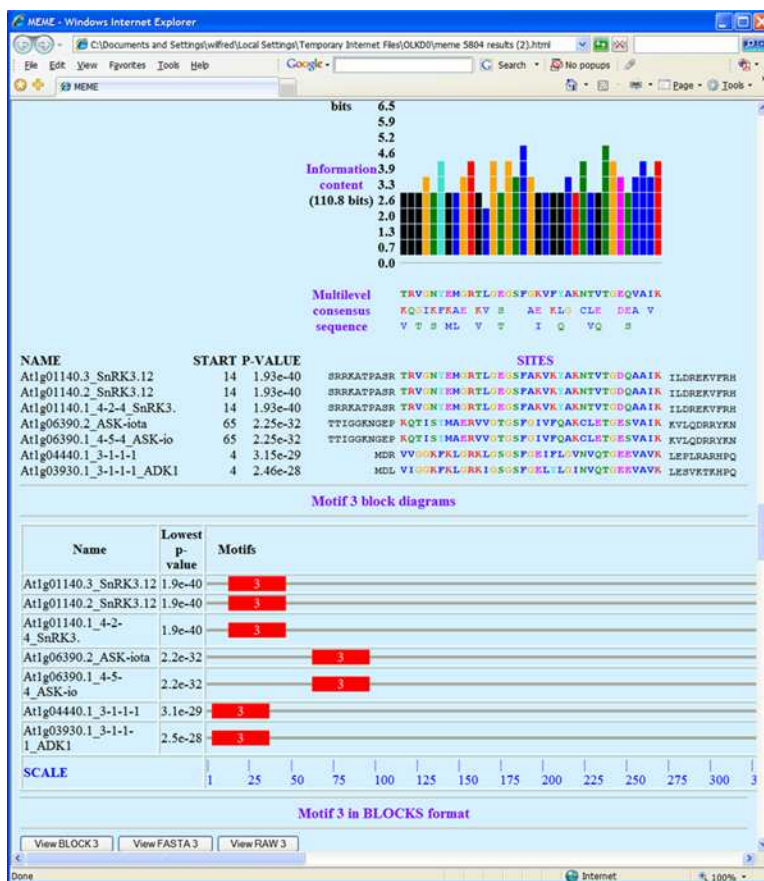 MEME - Windows Internet Explorer
C:\Documents and Settings\wilfred\Local Settings\Temporary Internet Files\OLKD0\meme 5804 results (2).html
File Edit View Favorites Tools Help
Google Search No popups
MEME Page Tools
bits 6.5
5.9
5.2
4.6
Information 3.9
content 3.3
(110.8 bits) 2.6
2.0
1.3
0.7
0.0
Multilevel TRVGNYEMGRTLGEGSFGKVFYAKNTVTGEQVAIK
consensus KQGIKFKAE KV S AE KLG CLE DEA V
sequence V T S ML V T I Q VQ S
NAME START P-VALUE SITES
At1g01140.3_SnRK3.12 14 1.93e-40 SRRKATPASR TRVGNYEMGRTLGEGSFAKVKYAKNTVTGDQAAIK ILDREKVFRH
At1g01140.2_SnRK3.12 14 1.93e-40 SRRKATPASR TRVGNYEMGRTLGEGSFAKVKYAKNTVTGDQAAIK ILDREKVFRH
At1g01140.1_4-2-4_SnRK3. 14 1.93e-40 SRRKATPASR TRVGNYEMGRTLGEGSFAKVKYAKNTVTGDQAAIK ILDREKVFRH
At1g06390.2_ASK-iota 65 2.25e-32 TTIGGKNGEP KQTISYMAERVVGTGSFGIVFQAKCLETGESVAIK KVLQDRRYKN
At1g06390.1_4-5-4_ASK-io 65 2.25e-32 TTIGGKNGEP KQTISYMAERVVGTGSFGIVFQAKCLETGESVAIK KVLQDRRYKN
At1g04440.1_3-1-1-1 4 3.15e-29 MDR VVGGKFKLGRKLGSGSFGEIFLGVNVQTGEEVAVK LEPLRARHPQ
At1g03930.1_3-1-1-1_ADK1 4 2.46e-28 MDL VIGGKFKLGRKIGSGSFGELYLGINVQTGEEVAVK LESVKTKHPQ
Motif 3 block diagrams
Name Lowest p-value Motifs
At1g01140.3_SnRK3.12 1.9e-40 3
At1g01140.2_SnRK3.12 1.9e-40 3
At1g01140.1_4-2-4_SnRK3. 1.9e-40 3
At1g06390.2_ASK-iota 2.2e-32 3
At1g06390.1_4-5-4_ASK-io 2.2e-32 3
At1g04440.1_3-1-1-1 3.1e-29 3
At1g03930.1_3-1-1-1_ADK1 2.5e-28 3
SCALE 1 25 50 75 100 125 150 175 200 225 250 275 300 3
Motif 3 in BLOCKS format
View BLOCK 3 View FASTA 3 View RAW 3
Done Internet 100%